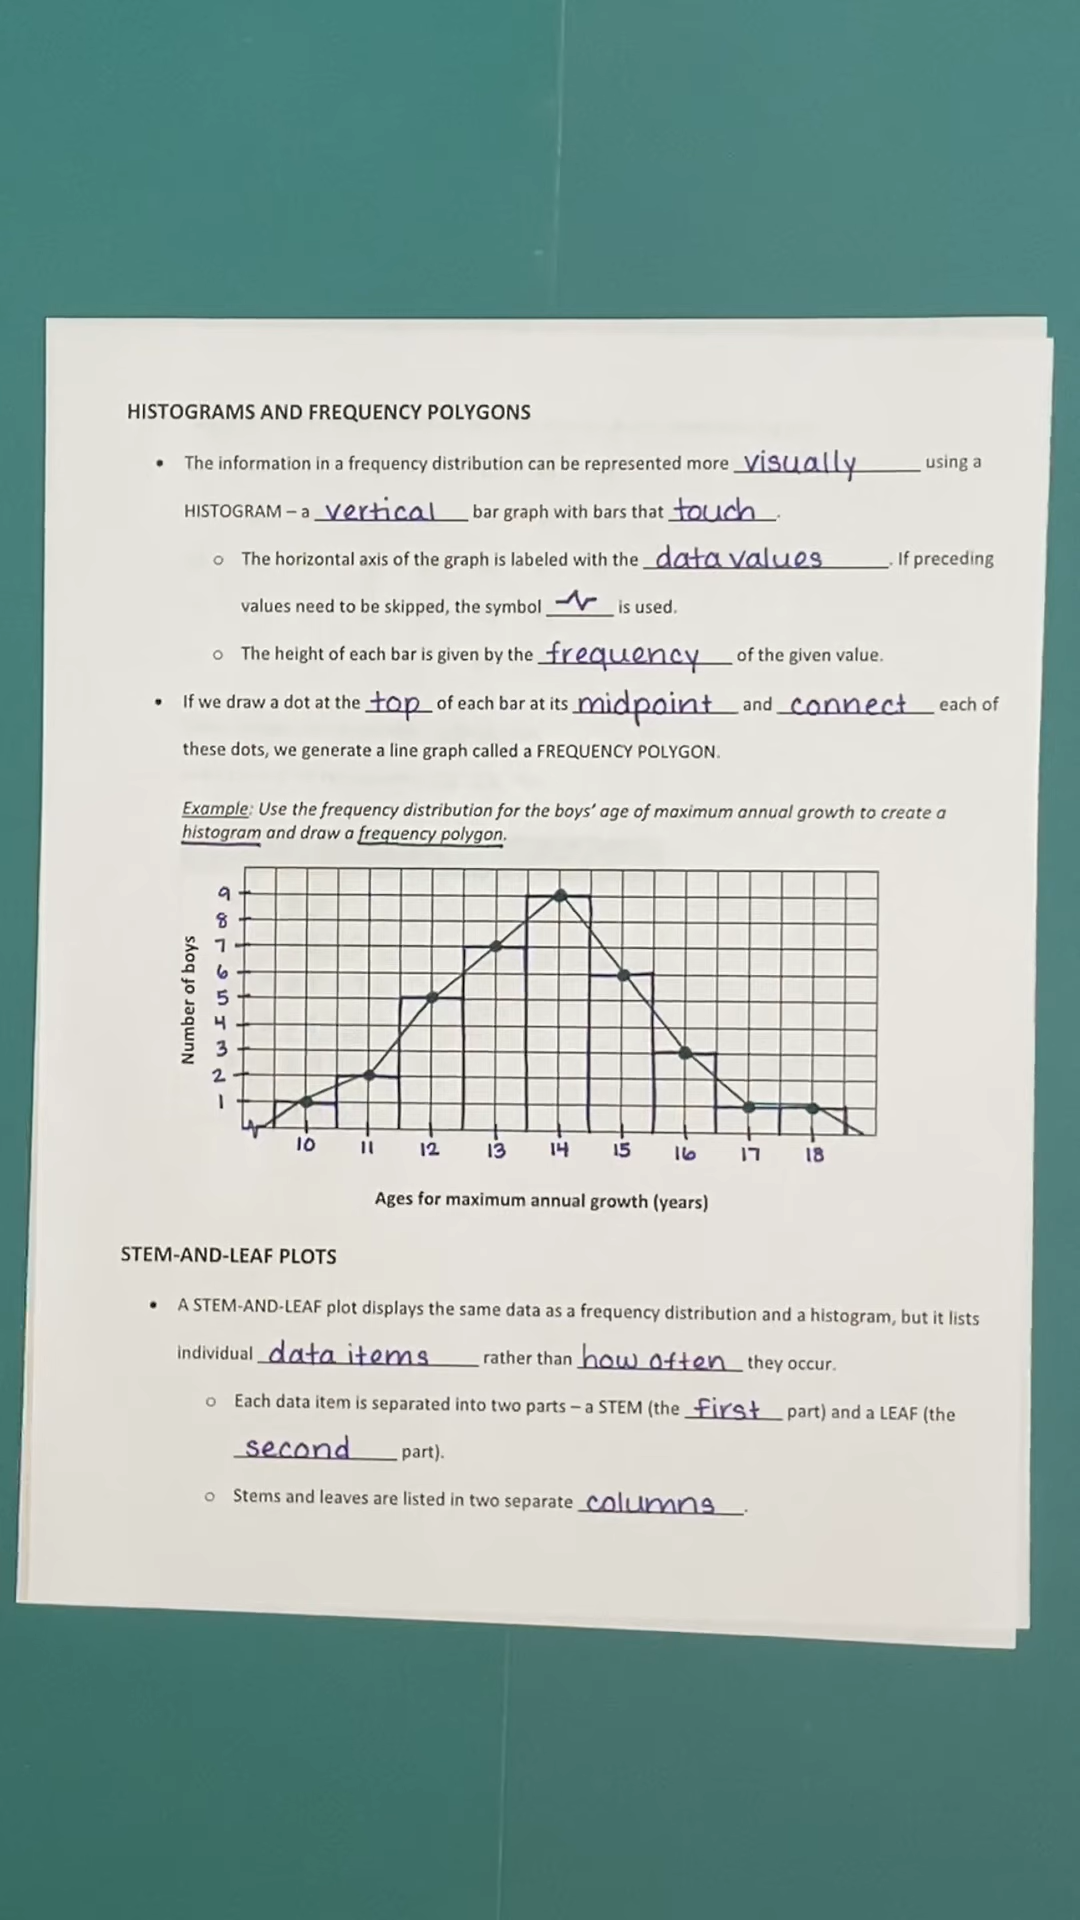 HISTOGRAMS AND FREQUENCY POLYGONS
• The information in a frequency distribution can be represented more visually using a
HISTOGRAM – a vertical bar graph with bars that touch.
o The horizontal axis of the graph is labeled with the data values. If preceding
values need to be skipped, the symbol is used.
o The height of each bar is given by the frequency of the given value.
• If we draw a dot at the top of each bar at its midpoint and connect each of
these dots, we generate a line graph called a FREQUENCY POLYGON.
Example: Use the frequency distribution for the boys' age of maximum annual growth to create a
histogram and draw a frequency polygon.
Number of boys
9
8
7
6
5
4
3
2
1
10 11 12 13 14 15 16 17 18
Ages for maximum annual growth (years)
STEM-AND-LEAF PLOTS
• A STEM-AND-LEAF plot displays the same data as a frequency distribution and a histogram, but it lists
individual data items rather than how often they occur.
o Each data item is separated into two parts – a STEM (the first part) and a LEAF (the
second part).
o Stems and leaves are listed in two separate columns.